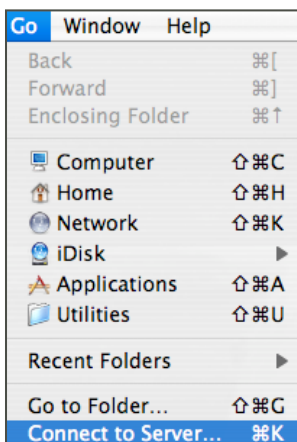 Go Window Help
Back ⌘[
Forward ⌘]
Enclosing Folder ⌘↑
Computer ⇧⌘C
Home ⇧⌘H
Network ⇧⌘K
iDisk
Applications ⇧⌘A
Utilities ⇧⌘U
Recent Folders
Go to Folder... ⇧⌘G
Connect to Server... ⌘K